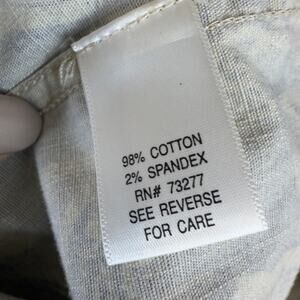 98% COTTON
2% SPANDEX
RN# 73277
SEE REVERSE
FOR CARE